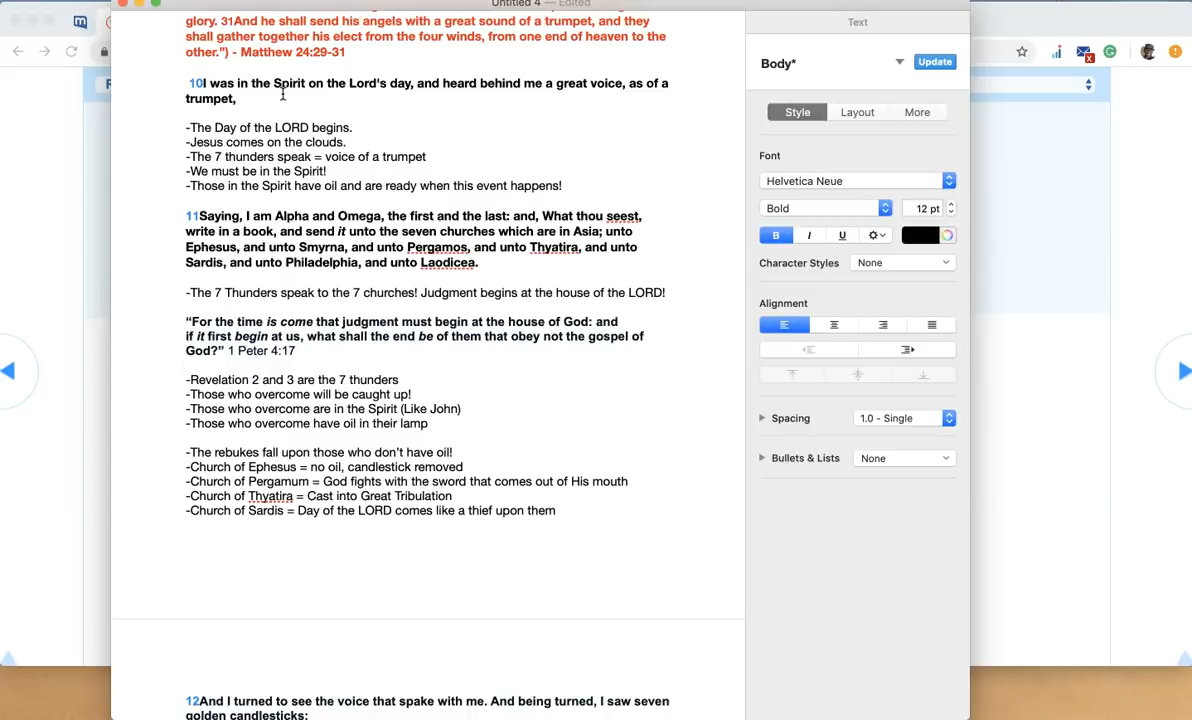 Untitled 4 — Edited
glory. 31And he shall send his angels with a great sound of a trumpet, and they
shall gather together his elect from the four winds, from one end of heaven to the
other.”) - Matthew 24:29-31
10I was in the Spirit on the Lord's day, and heard behind me a great voice, as of a
trumpet,
-The Day of the LORD begins.
-Jesus comes on the clouds.
-The 7 thunders speak = voice of a trumpet
-We must be in the Spirit!
-Those in the Spirit have oil and are ready when this event happens!
11Saying, I am Alpha and Omega, the first and the last: and, What thou seest,
write in a book, and send it unto the seven churches which are in Asia; unto
Ephesus, and unto Smyrna, and unto Pergamos, and unto Thyatira, and unto
Sardis, and unto Philadelphia, and unto Laodicea.
-The 7 Thunders speak to the 7 churches! Judgment begins at the house of the LORD!
“For the time is come that judgment must begin at the house of God: and
if it first begin at us, what shall the end be of them that obey not the gospel of
God?” 1 Peter 4:17
-Revelation 2 and 3 are the 7 thunders
-Those who overcome will be caught up!
-Those who overcome are in the Spirit (Like John)
-Those who overcome have oil in their lamp
-The rebukes fall upon those who don’t have oil!
-Church of Ephesus = no oil, candlestick removed
-Church of Pergamum = God fights with the sword that comes out of His mouth
-Church of Thyatira = Cast into Great Tribulation
-Church of Sardis = Day of the LORD comes like a thief upon them
12And I turned to see the voice that spake with me. And being turned, I saw seven
golden candlesticks:
Text
Body*
Update
Style Layout More
Font
Helvetica Neue
Bold 12 pt
B I U
Character Styles None
Alignment
Spacing 1.0 - Single
Bullets & Lists None